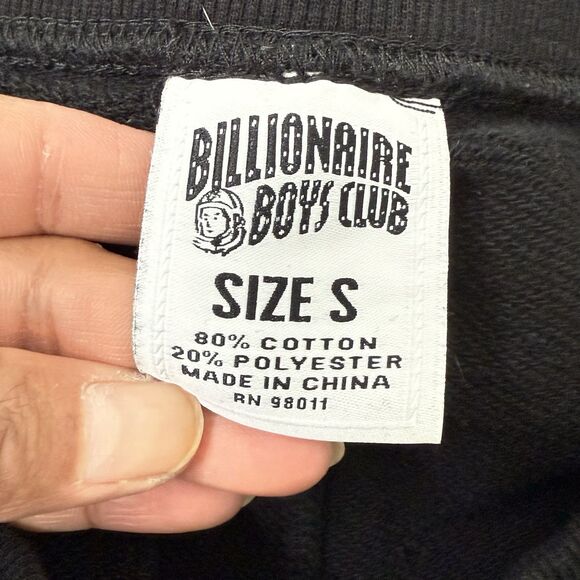 BILLIONAIRE
BOYS CLUB
SIZE S
80% COTTON
20% POLYESTER
MADE IN CHINA
RN 98011